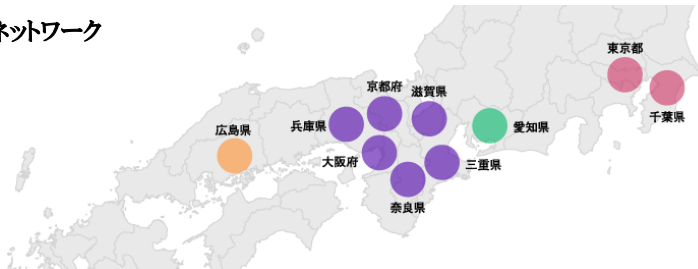 ネットワーク
東京都
京都府
滋賀県
千葉県
兵庫県
愛知県
広島県
大阪府
三重県
奈良県